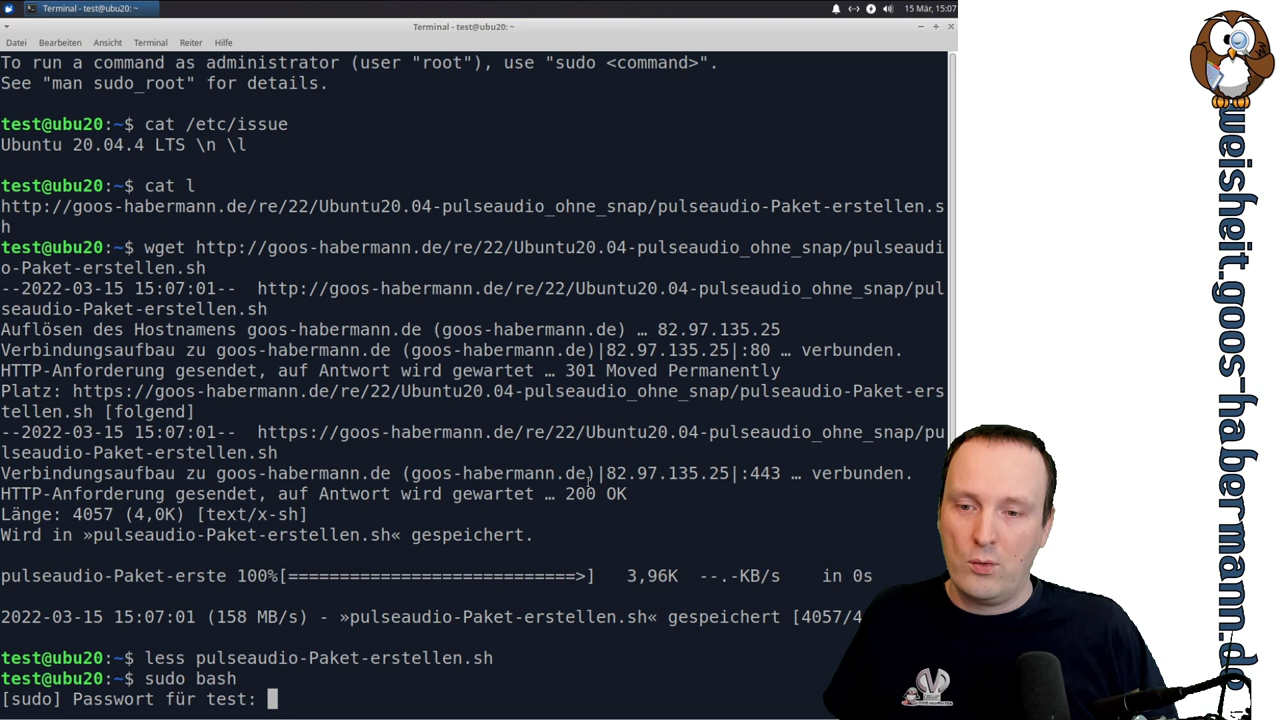 Terminal - test@ubu20: ~
15 Mär, 15:07
Terminal - test@ubu20: ~
Datei Bearbeiten Ansicht Terminal Reiter Hilfe
To run a command as administrator (user "root"), use "sudo <command>".
See "man sudo_root" for details.
test@ubu20:~$ cat /etc/issue
Ubuntu 20.04.4 LTS \n \l
test@ubu20:~$ cat l
http://goos-habermann.de/re/22/Ubuntu20.04-pulseaudio_ohne_snap/pulseaudio-Paket-erstellen.s
h
test@ubu20:~$ wget http://goos-habermann.de/re/22/Ubuntu20.04-pulseaudio_ohne_snap/pulseaudi
o-Paket-erstellen.sh
--2022-03-15 15:07:01--  http://goos-habermann.de/re/22/Ubuntu20.04-pulseaudio_ohne_snap/pul
seaudio-Paket-erstellen.sh
Auflösen des Hostnamens goos-habermann.de (goos-habermann.de) … 82.97.135.25
Verbindungsaufbau zu goos-habermann.de (goos-habermann.de)|82.97.135.25|:80 … verbunden.
HTTP-Anforderung gesendet, auf Antwort wird gewartet … 301 Moved Permanently
Platz: https://goos-habermann.de/re/22/Ubuntu20.04-pulseaudio_ohne_snap/pulseaudio-Paket-ers
tellen.sh [folgend]
--2022-03-15 15:07:01--  https://goos-habermann.de/re/22/Ubuntu20.04-pulseaudio_ohne_snap/pu
lseaudio-Paket-erstellen.sh
Verbindungsaufbau zu goos-habermann.de (goos-habermann.de)|82.97.135.25|:443 … verbunden.
HTTP-Anforderung gesendet, auf Antwort wird gewartet … 200 OK
Länge: 4057 (4,0K) [text/x-sh]
Wird in »pulseaudio-Paket-erstellen.sh« gespeichert.
pulseaudio-Paket-erste 100%[============================>]   3,96K  --.-KB/s    in 0s
2022-03-15 15:07:01 (158 MB/s) - »pulseaudio-Paket-erstellen.sh« gespeichert [4057/4
test@ubu20:~$ less pulseaudio-Paket-erstellen.sh
test@ubu20:~$ sudo bash
[sudo] Passwort für test:
weisheit.goos-habermann.de